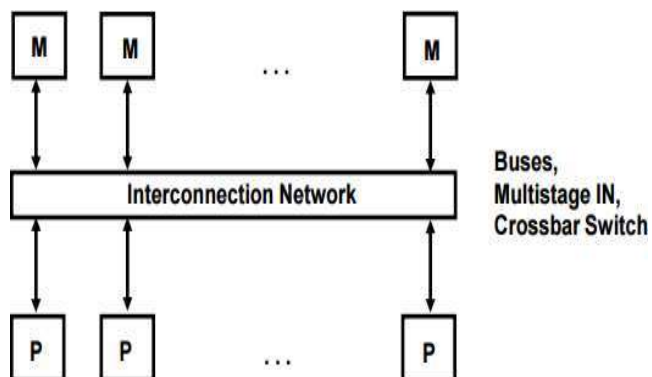 M M ... M
Interconnection Network
Buses,
Multistage IN,
Crossbar Switch
P P ... P